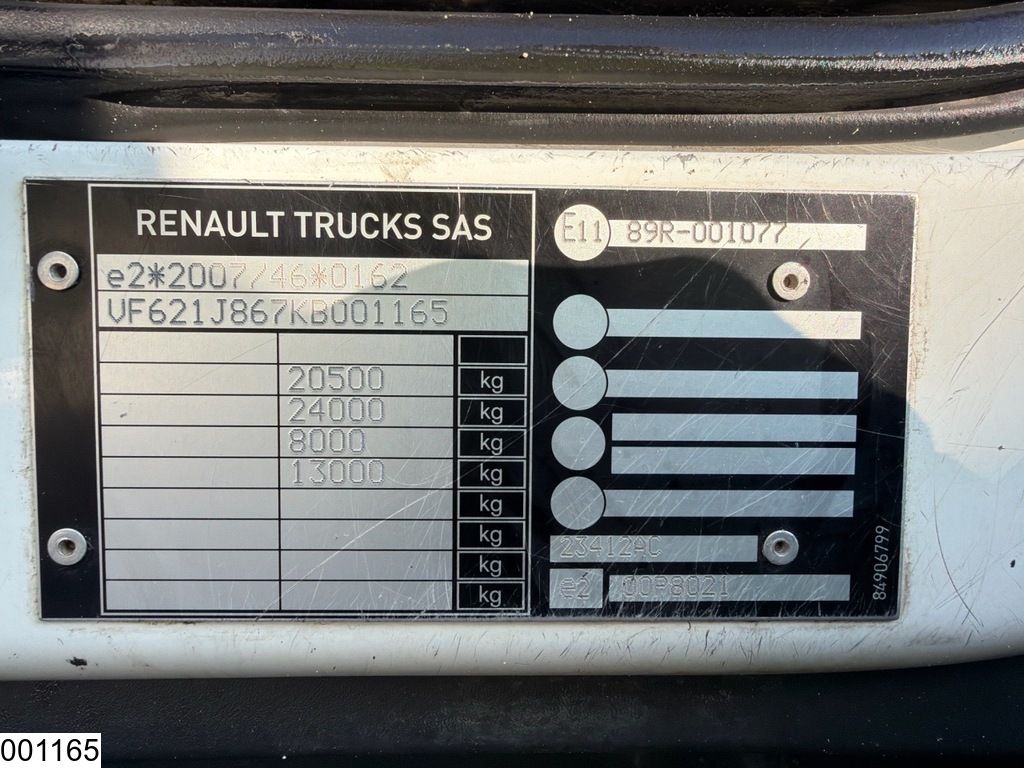 RENAULT TRUCKS SAS
e2*2007/46*0162
VF621J867KB001165
20500 kg
24000 kg
8000 kg
13000 kg
kg
kg
kg
kg
E11 89R-001077
23412AC
e2 00P8021
84906799
001165